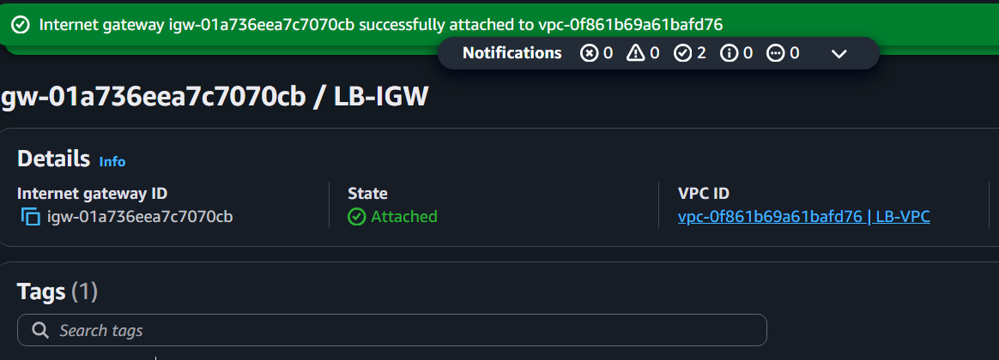 Internet gateway igw-01a736eea7c7070cb successfully attached to vpc-0f861b69a61bafd76
Notifications 0 0 2 0 0
gw-01a736eea7c7070cb / LB-IGW
Details Info
Internet gateway ID
igw-01a736eea7c7070cb
State
Attached
VPC ID
vpc-0f861b69a61bafd76 | LB-VPC
Tags (1)
Search tags